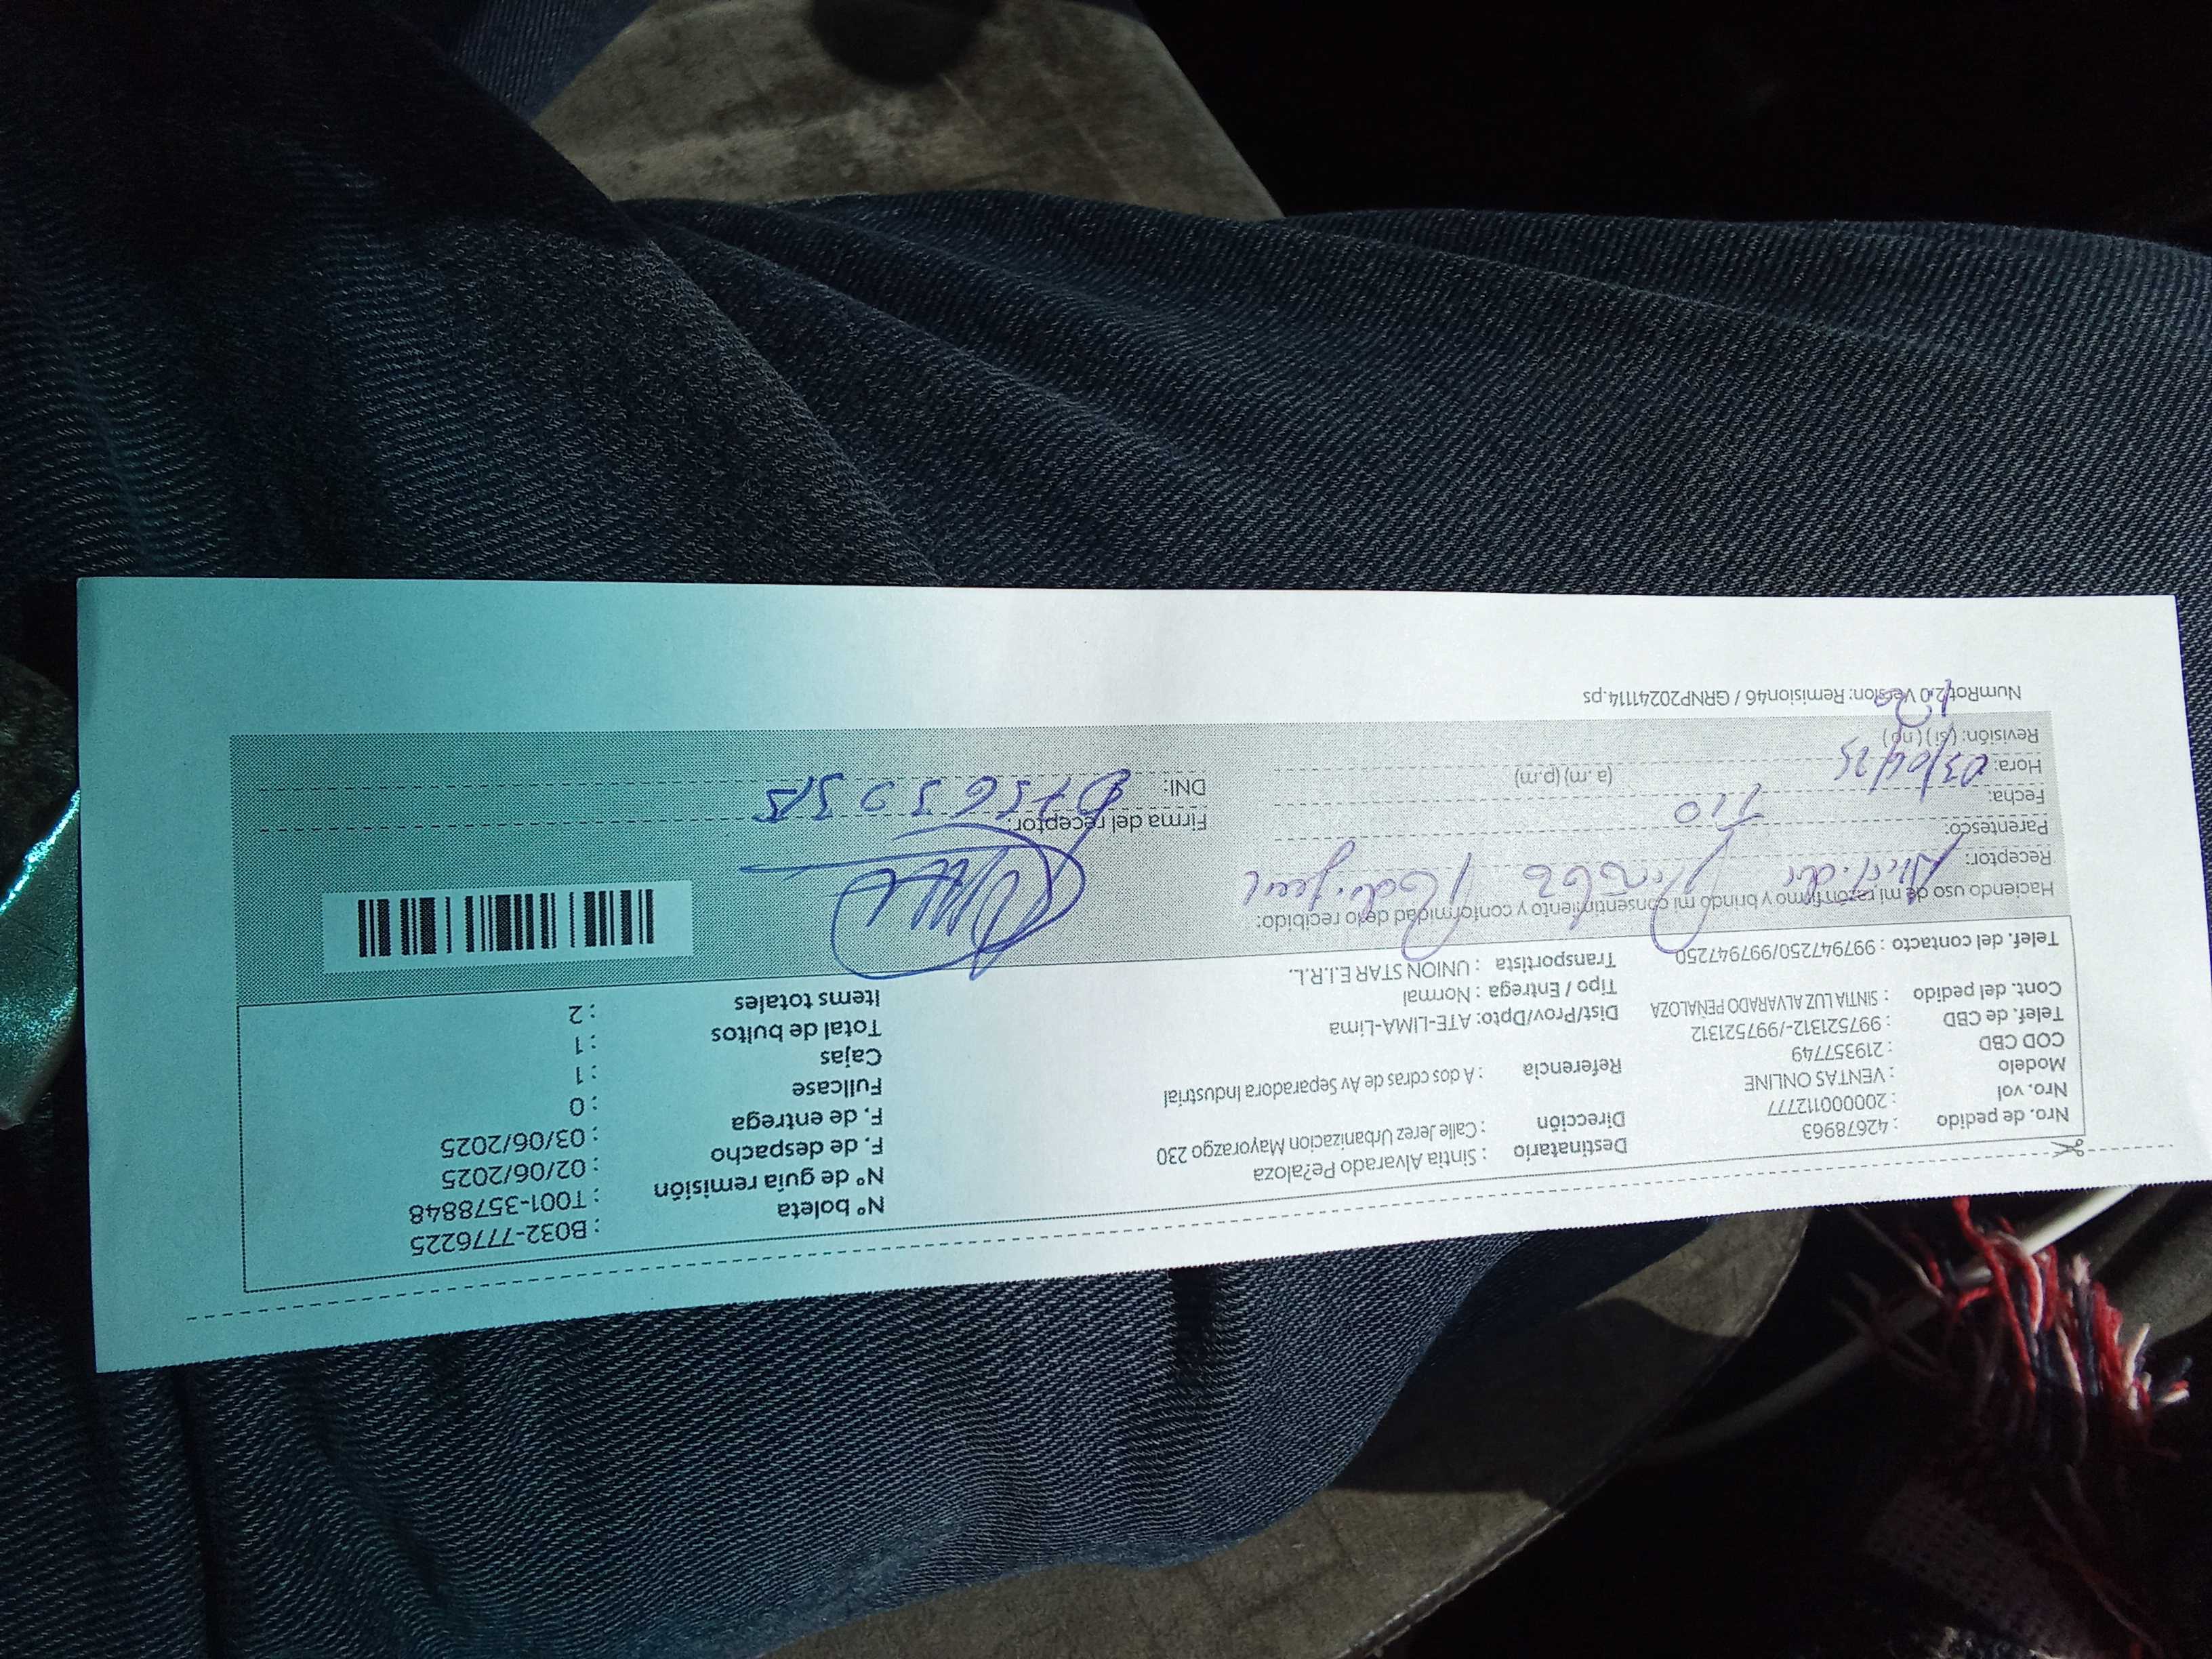 Nro. de pedido : 42678963
Nro. vol : 20000112777
Modelo : VENTAS ONLINE
COD CBD : 219357749
Telef. de CBD : 997521312-/997521312
Cont. del pedido : SINTIA LUZ ALVARADO PEÑALOZA
Telef. del contacto : 997947250/997947250
Destinatario : Sintia Alvarado Pe?aloza
Dirección : Calle Jerez Urbanizacion Mayorazgo 230
Referencia : A dos cdras de Av Separadora Industrial
Dist/Prov/Dpto: ATE-LIMA-Lima
Tipo / Entrega : Normal
Transportista : UNION STAR E.I.R.L.
N° boleta : B032-7776225
N° de guía remisión : T001-3578848
F. de despacho : 02/06/2025
F. de entrega : 03/06/2025
Fullcase : 0
Cajas : 1
Total de bultos : 1
Items totales : 2
Haciendo uso de mi razón firmo y brindo mi consentimiento y conformidad de lo recibido:
Receptor:
Parentesco: Tio
Fecha: 03/06/25
Hora: (a.m) (p.m)
Revisión: (si) (no)
Firma del receptor:
DNI:
NumRot2.0 Version: Remision46 / GRNP20241114.ps